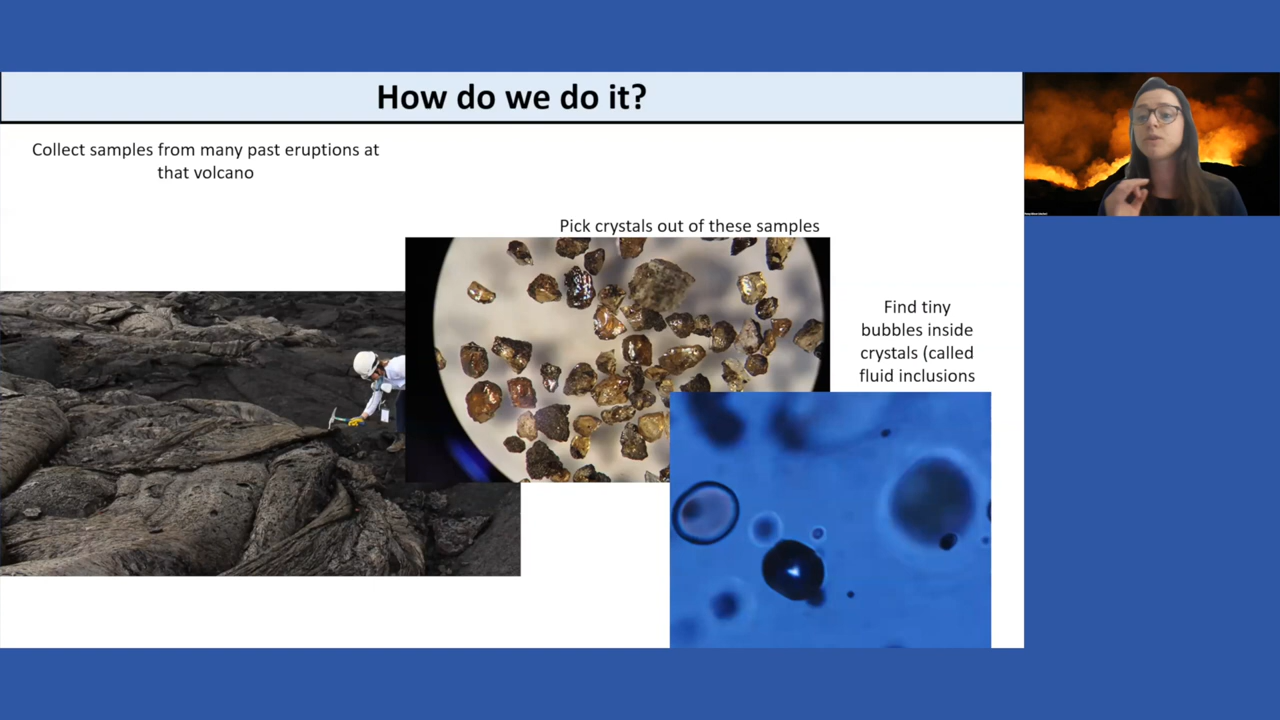 How do we do it?
Collect samples from many past eruptions at
that volcano
Pick crystals out of these samples
Find tiny
bubbles inside
crystals (called
fluid inclusions